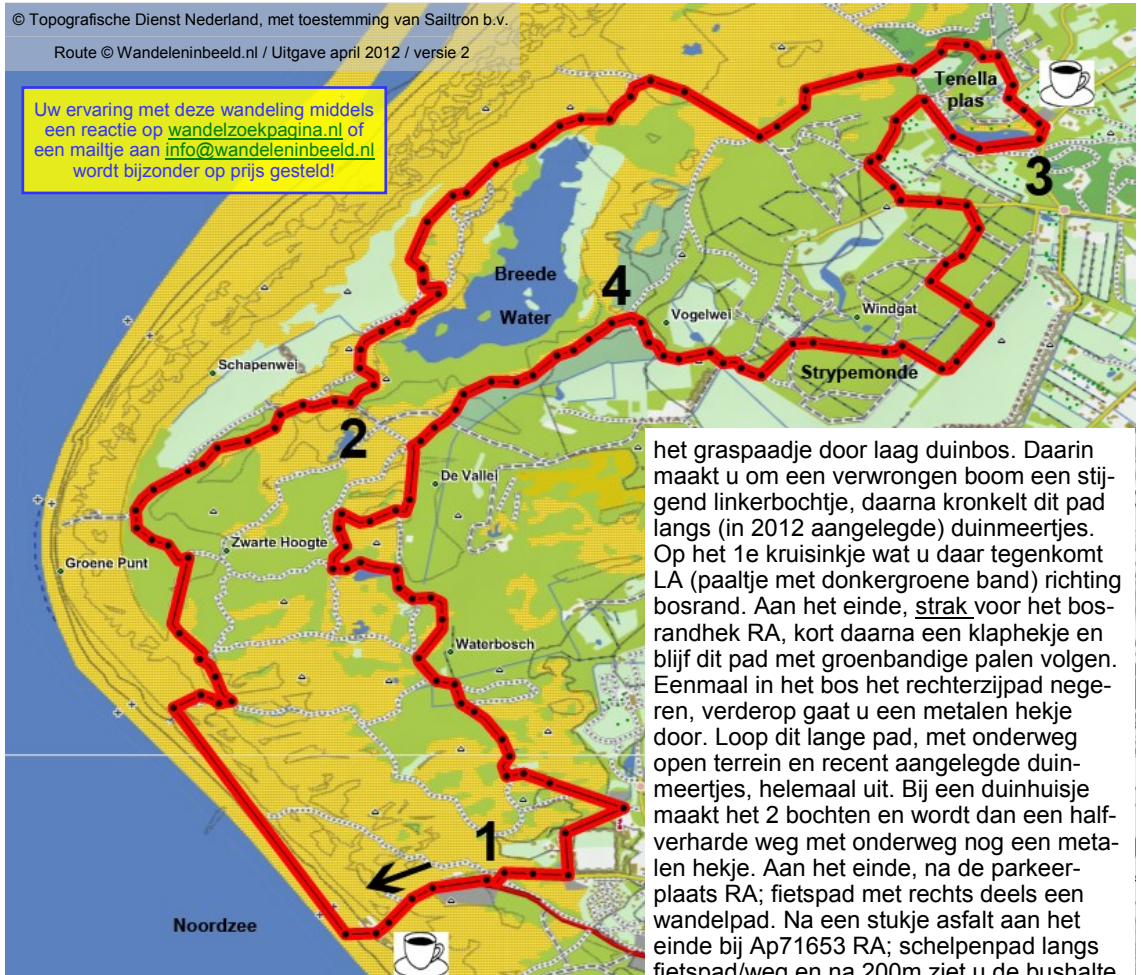 © Topografische Dienst Nederland, met toestemming van Sailtron b.v.
Route © Wandeleninbeeld.nl / Uitgave april 2012 / versie 2
Uw ervaring met deze wandeling middels
een reactie op wandelzoekpagina.nl of
een mailtje aan info@wandeleninbeeld.nl
wordt bijzonder op prijs gesteld!
Tenella
plas
3
Breede
Water
4
Vogelwei
Windgat
Strypemonde
Schapenwei
2
De Vallei
Zwarte Hoogte
Groene Punt
Waterbosch
1
Noordzee
het graspaadje door laag duinbos. Daarin
maakt u om een verwrongen boom een stij-
gend linkerbochtje, daarna kronkelt dit pad
langs (in 2012 aangelegde) duinmeertjes.
Op het 1e kruisinkje wat u daar tegenkomt
LA (paaltje met donkergroene band) richting
bosrand. Aan het einde, strak voor het bos-
randhek RA, kort daarna een klaphekje en
blijf dit pad met groenbandige palen volgen.
Eenmaal in het bos het rechterzijpad nege-
ren, verderop gaat u een metalen hekje
door. Loop dit lange pad, met onderweg
open terrein en recent aangelegde duin-
meertjes, helemaal uit. Bij een duinhuisje
maakt het 2 bochten en wordt dan een half-
verharde weg met onderweg nog een meta-
len hekje. Aan het einde, na de parkeer-
plaats RA; fietspad met rechts deels een
wandelpad. Na een stukje asfalt aan het
einde bij Ap71653 RA; schelpenpad langs
fietspad/weg en na 200m ziet u de bushalte